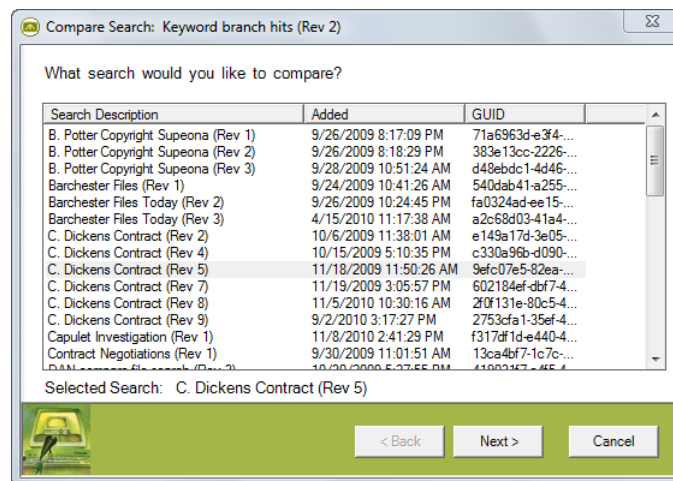 Compare Search: Keyword branch hits (Rev 2)
What search would you like to compare?
Search Description Added GUID
B. Potter Copyright Supeona (Rev 1) 9/26/2009 8:17:09 PM 71a6963d-e3f4-...
B. Potter Copyright Supeona (Rev 2) 9/26/2009 8:18:29 PM 383e13cc-2226-...
B. Potter Copyright Supeona (Rev 3) 9/28/2009 10:51:24 AM d48ebdc1-4d46-...
Barchester Files (Rev 1) 9/24/2009 10:41:26 AM 540dab41-a255-...
Barchester Files Today (Rev 2) 9/26/2009 10:24:45 PM fa0324ad-ee15-...
Barchester Files Today (Rev 3) 4/15/2010 11:17:38 AM a2c68d03-41a4-...
C. Dickens Contract (Rev 2) 10/6/2009 11:38:01 AM e149a17d-3e05-...
C. Dickens Contract (Rev 4) 10/15/2009 5:10:35 PM c330a96b-d090-...
C. Dickens Contract (Rev 5) 11/18/2009 11:50:26 AM 9efc07e5-82ea-...
C. Dickens Contract (Rev 7) 11/19/2009 3:05:57 PM 602184ef-dbf7-4...
C. Dickens Contract (Rev 8) 11/5/2010 10:30:16 AM 2f0f131e-80c5-4...
C. Dickens Contract (Rev 9) 9/2/2010 3:17:27 PM 2753cfa1-35ef-4...
Capulet Investigation (Rev 1) 11/8/2010 2:41:29 PM f317df1d-e440-4...
Contract Negotiations (Rev 1) 9/30/2009 11:01:51 AM 13ca4bf7-1c7c-...
Selected Search: C. Dickens Contract (Rev 5)
< Back Next > Cancel